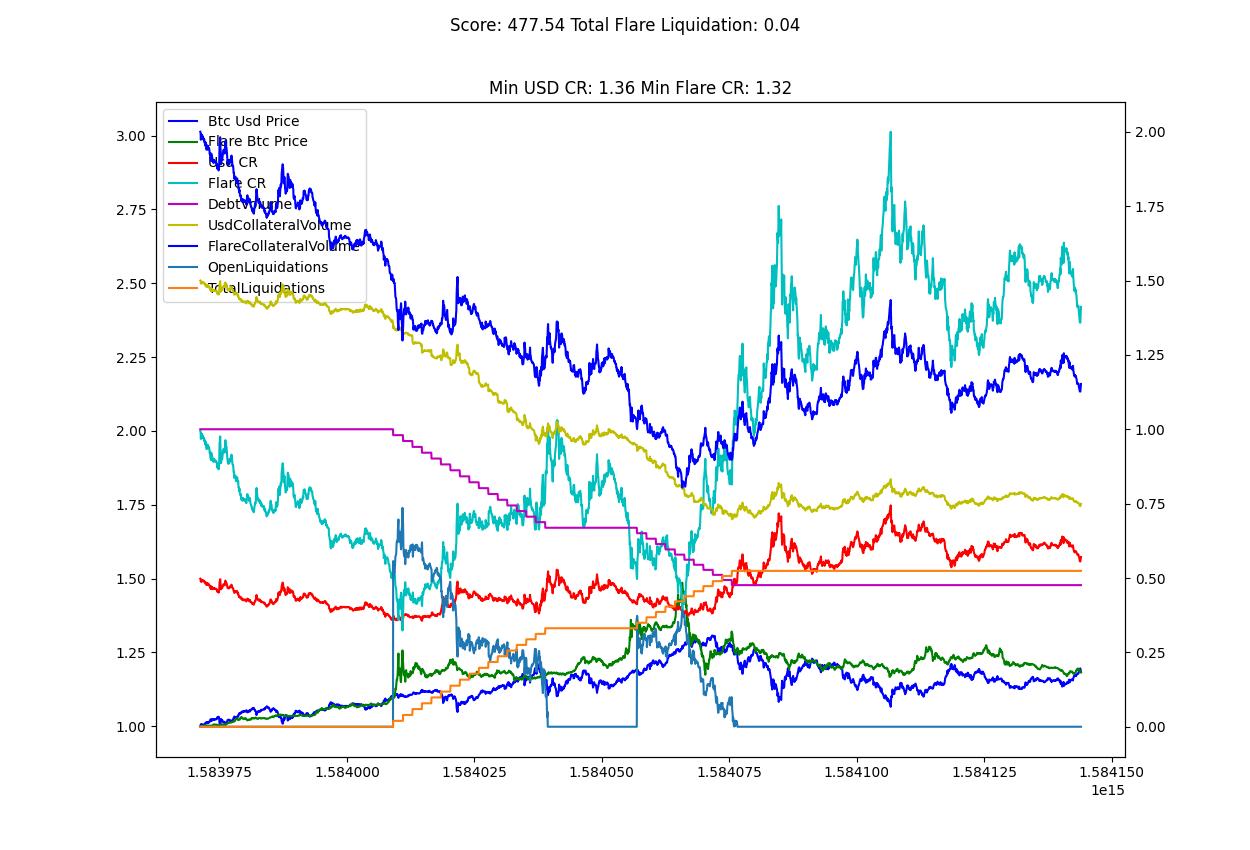 Score: 477.54 Total Flare Liquidation: 0.04
Min USD CR: 1.36 Min Flare CR: 1.32
Btc Usd Price
Flare Btc Price
Usd CR
Flare CR
DebtVolume
UsdCollateralVolume
FlareCollateralVolume
OpenLiquidations
TotalLiquidations
3.00
2.75
2.50
2.25
2.00
1.75
1.50
1.25
1.00
2.00
1.75
1.50
1.25
1.00
0.75
0.50
0.25
0.00
1.583975 1.584000 1.584025 1.584050 1.584075 1.584100 1.584125 1.584150
1e15